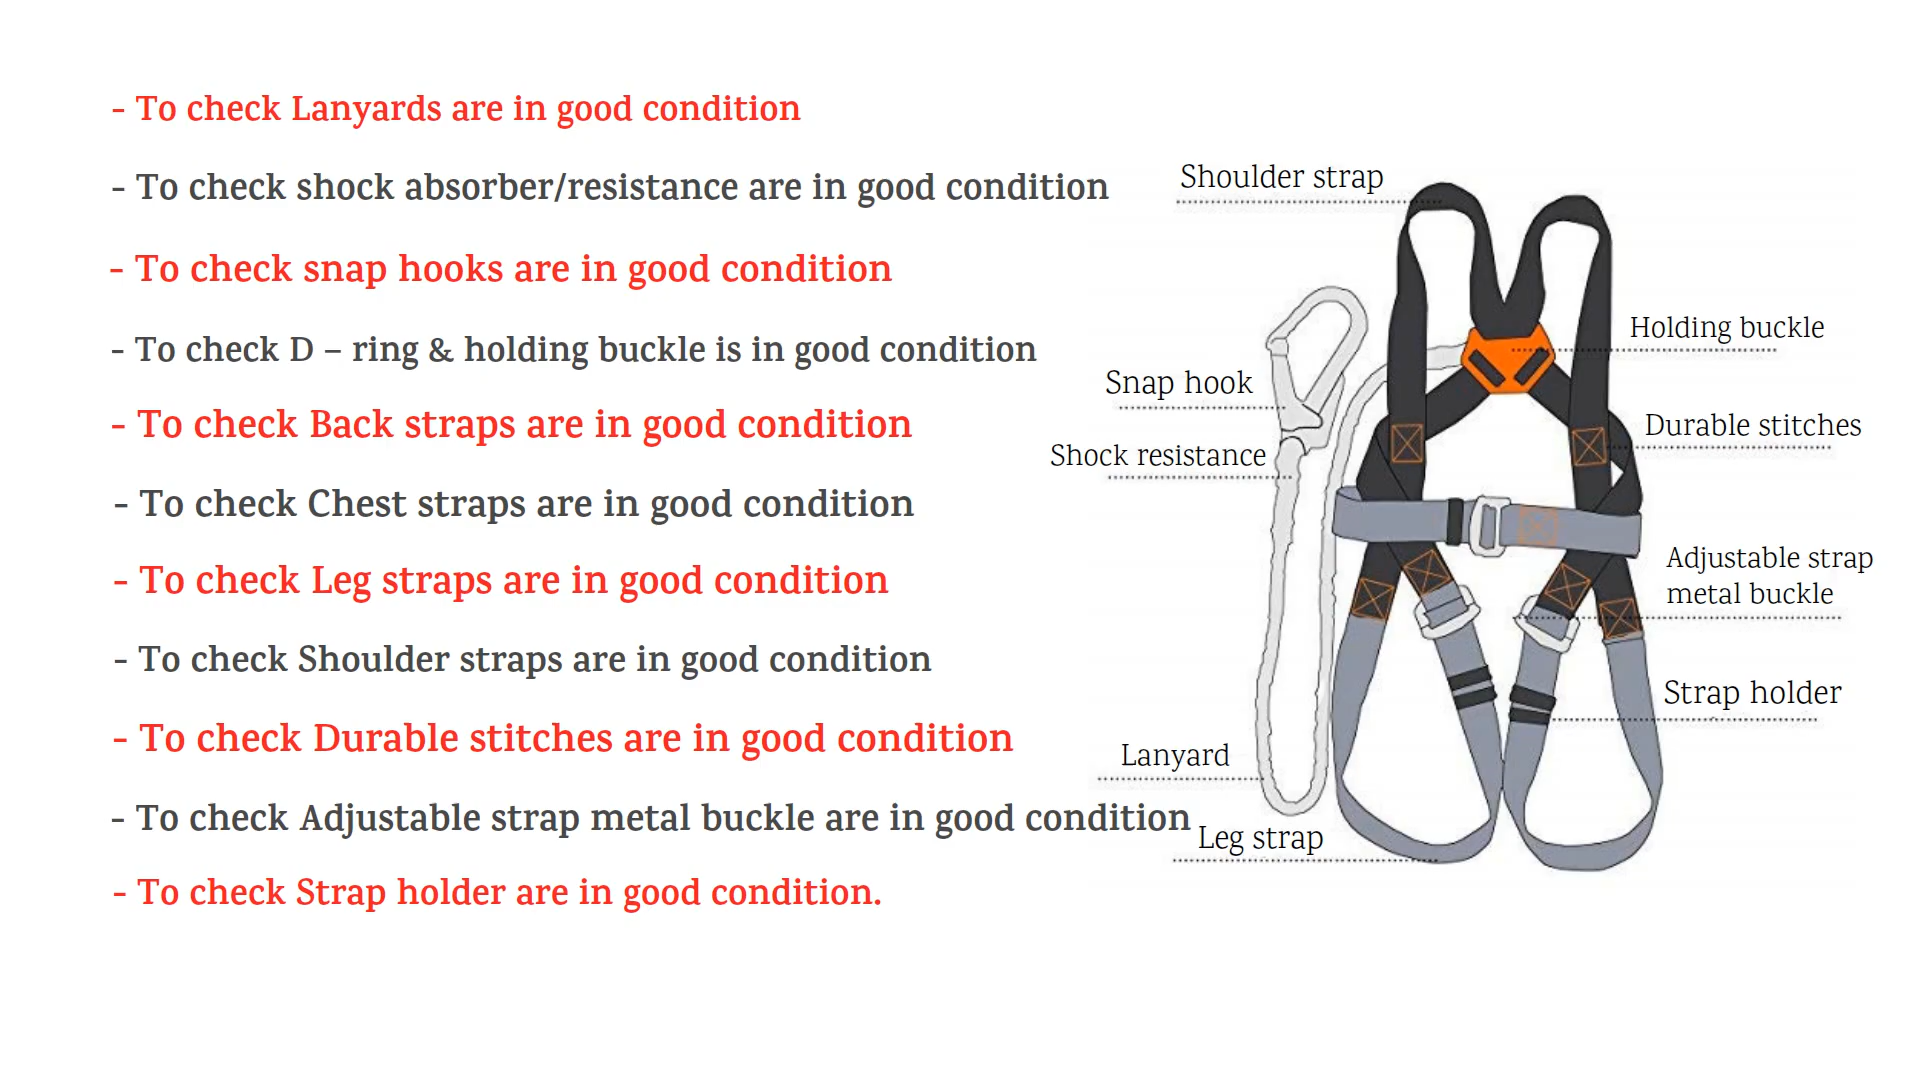 - To check Lanyards are in good condition
- To check shock absorber/resistance are in good condition
- To check snap hooks are in good condition
- To check D – ring & holding buckle is in good condition
- To check Back straps are in good condition
- To check Chest straps are in good condition
- To check Leg straps are in good condition
- To check Shoulder straps are in good condition
- To check Durable stitches are in good condition
- To check Adjustable strap metal buckle are in good condition
- To check Strap holder are in good condition.
Shoulder strap
Holding buckle
Snap hook
Durable stitches
Shock resistance
Adjustable strap
metal buckle
Strap holder
Lanyard
Leg strap